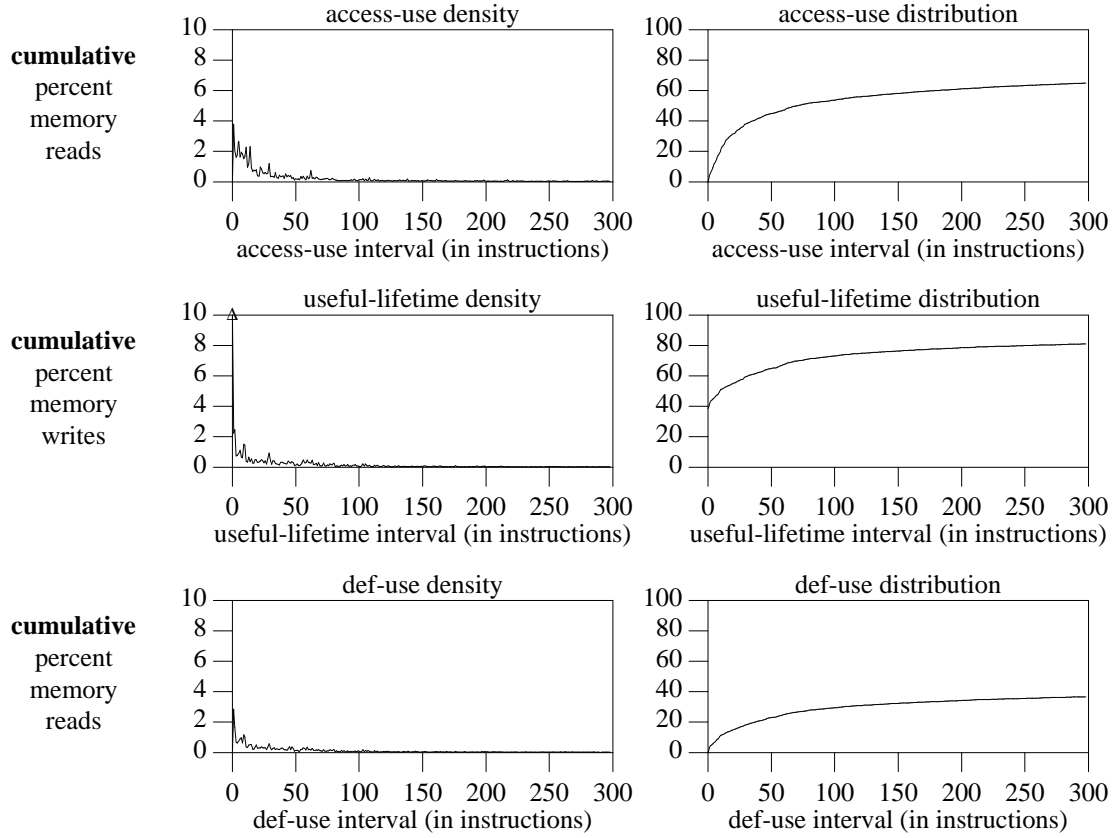 access-use density
access-use distribution
cumulative
percent
memory
reads
10
8
6
4
2
0
100
80
60
40
20
0
0 50 100 150 200 250 300
0 50 100 150 200 250 300
access-use interval (in instructions)
access-use interval (in instructions)
useful-lifetime density
useful-lifetime distribution
cumulative
percent
memory
writes
10
8
6
4
2
0
100
80
60
40
20
0
0 50 100 150 200 250 300
0 50 100 150 200 250 300
useful-lifetime interval (in instructions)
useful-lifetime interval (in instructions)
def-use density
def-use distribution
cumulative
percent
memory
reads
10
8
6
4
2
0
100
80
60
40
20
0
0 50 100 150 200 250 300
0 50 100 150 200 250 300
def-use interval (in instructions)
def-use interval (in instructions)